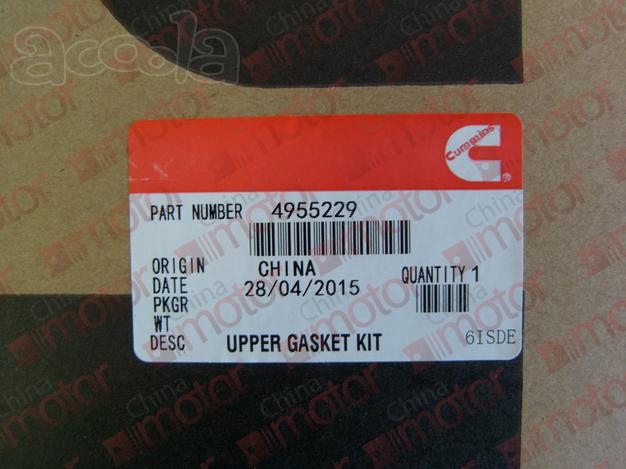 acoola
Cummins
®
PART NUMBER 4955229
ORIGIN CHINA
QUANTITY 1
DATE 28/04/2015
PKGR
WT
DESC UPPER GASKET KIT
6ISDE
China motor